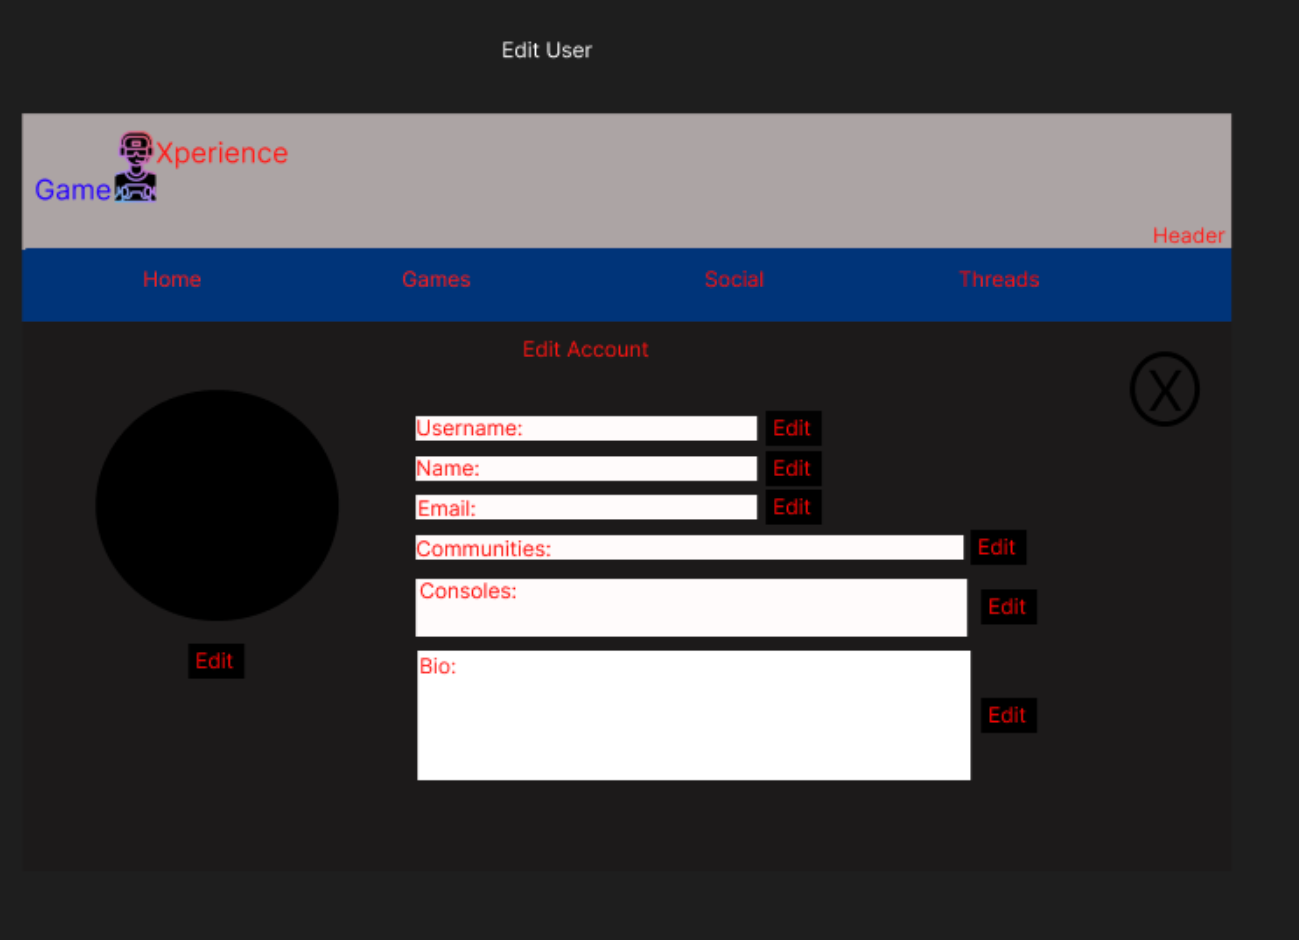 Edit User
Xperience
Game
Header
Home Games Social Threads
Edit Account
X
Username: Edit
Name: Edit
Email: Edit
Communities: Edit
Consoles: Edit
Edit
Bio: Edit